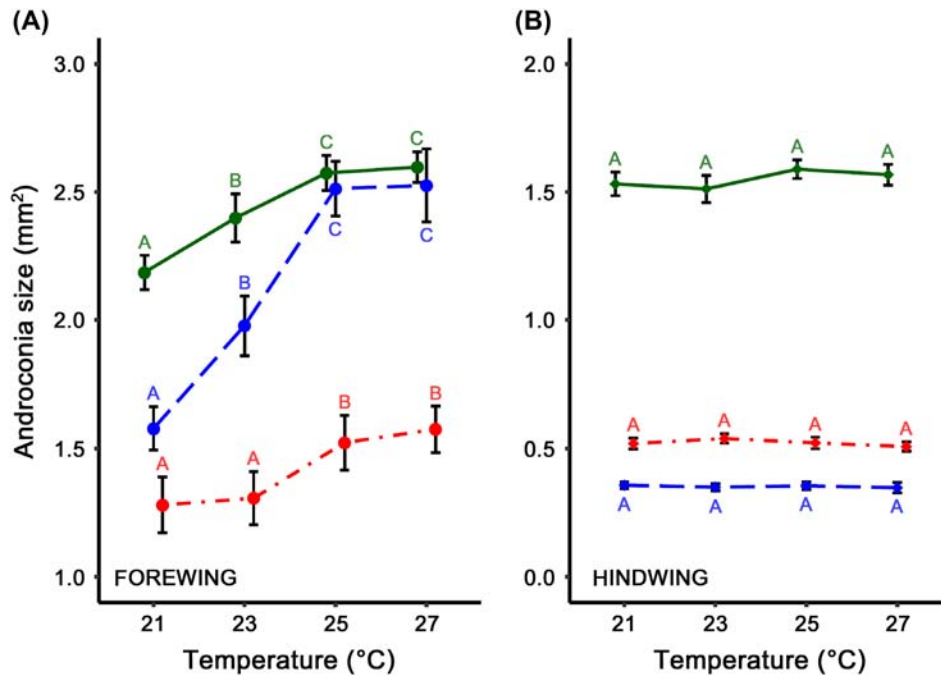 (A)
3.0
2.5
2.0
1.5
1.0
Androconia size (mm²)
A
B
C
C
A
B
C
C
A
A
B
B
FOREWING
21
23
25
27
Temperature (°C)
(B)
2.0
1.5
1.0
0.5
0.0
A
A
A
A
A
A
A
A
A
A
A
A
HINDWING
21
23
25
27
Temperature (°C)